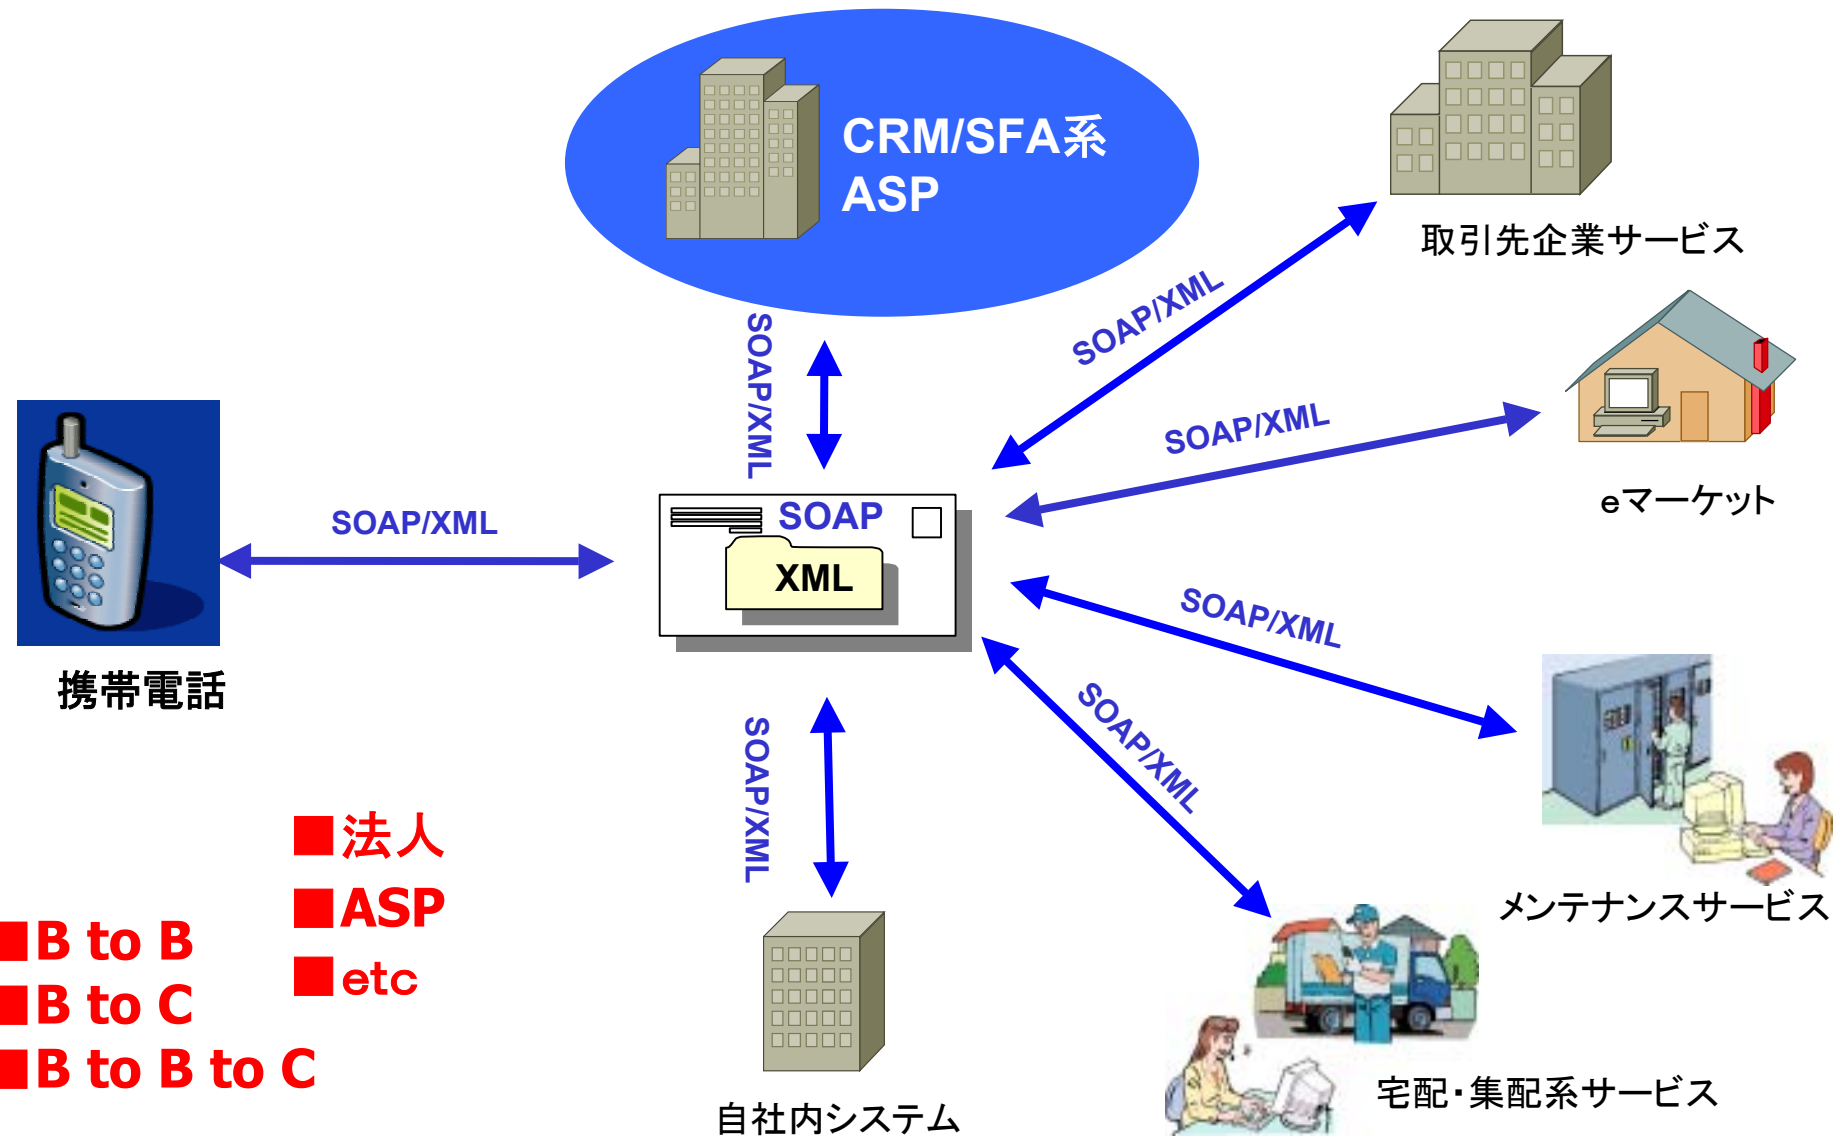 CRM/SFA系
ASP
取引先企業サービス
SOAP/XML
SOAP/XML
SOAP/XML
eマーケット
SOAP/XML
SOAP
XML
SOAP/XML
携帯電話
SOAP/XML
SOAP/XML
メンテナンスサービス
■法人
■ASP
■etc
■B to B
■B to C
■B to B to C
自社内システム
宅配・集配系サービス